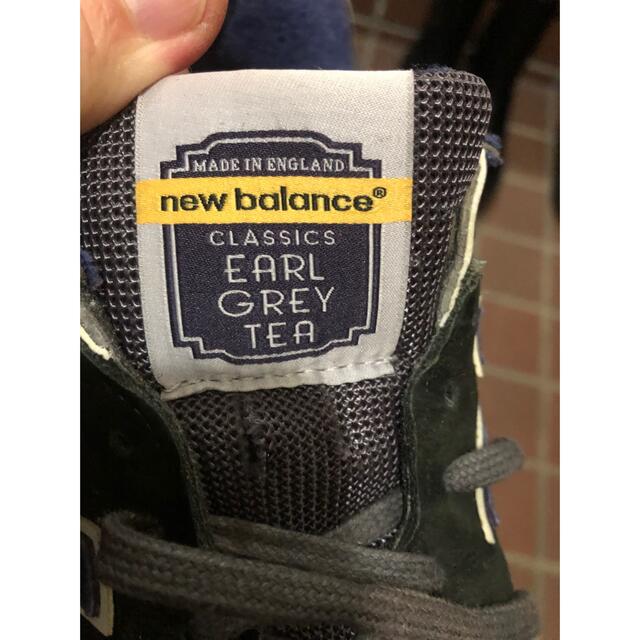 MADE IN ENGLAND
new balance®
CLASSICS
EARL
GREY
TEA